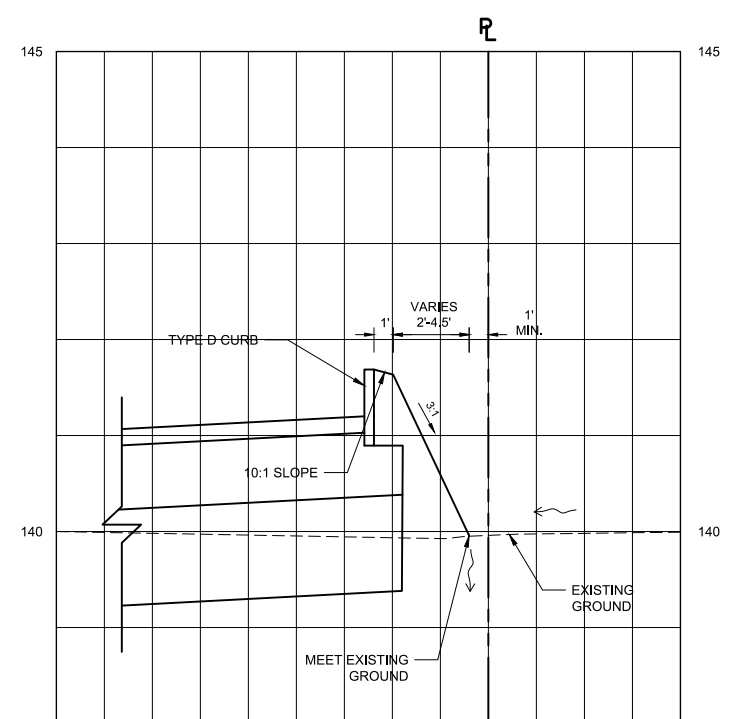 PL
145
145
VARIES
1'
2'-4.5'
1'
MIN.
TYPE D CURB
3:1
10:1 SLOPE
140
140
EXISTING
GROUND
MEET EXISTING
GROUND